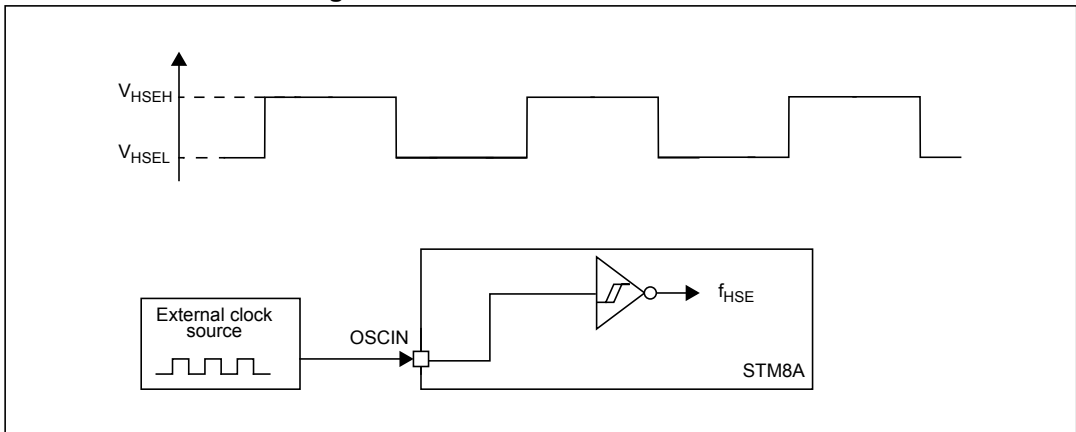 V_HSEH
V_HSEL
External clock
source
OSCIN
f_HSE
STM8A